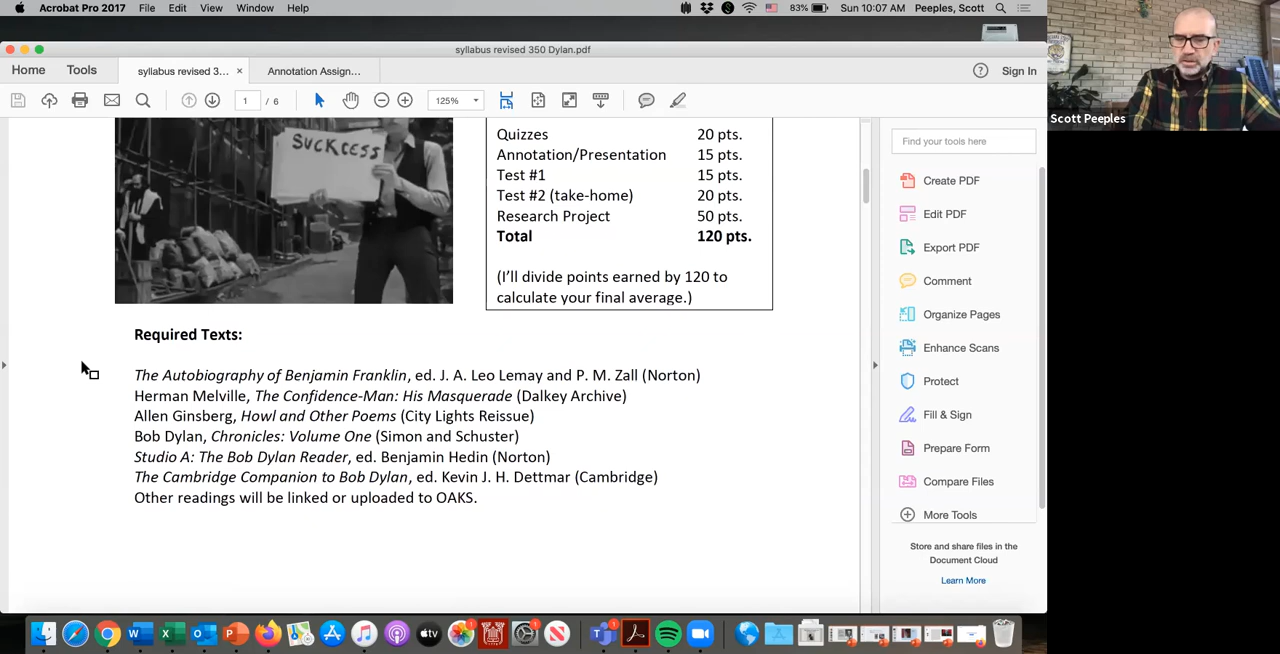 Acrobat Pro 2017 File Edit View Window Help 83% Sun 10:07 AM Peeples, Scott
syllabus revised 350 Dylan.pdf
Home Tools syllabus revised 3... × Annotation Assign... Sign In
1 / 6 125%
SUCKCESS
Quizzes 20 pts.
Annotation/Presentation 15 pts.
Test #1 15 pts.
Test #2 (take-home) 20 pts.
Research Project 50 pts.
Total 120 pts.
(I'll divide points earned by 120 to
calculate your final average.)
Required Texts:
The Autobiography of Benjamin Franklin, ed. J. A. Leo Lemay and P. M. Zall (Norton)
Herman Melville, The Confidence-Man: His Masquerade (Dalkey Archive)
Allen Ginsberg, Howl and Other Poems (City Lights Reissue)
Bob Dylan, Chronicles: Volume One (Simon and Schuster)
Studio A: The Bob Dylan Reader, ed. Benjamin Hedin (Norton)
The Cambridge Companion to Bob Dylan, ed. Kevin J. H. Dettmar (Cambridge)
Other readings will be linked or uploaded to OAKS.
Find your tools here
Create PDF
Edit PDF
Export PDF
Comment
Organize Pages
Enhance Scans
Protect
Fill & Sign
Prepare Form
Compare Files
More Tools
Store and share files in the
Document Cloud
Learn More
Scott Peeples
tv